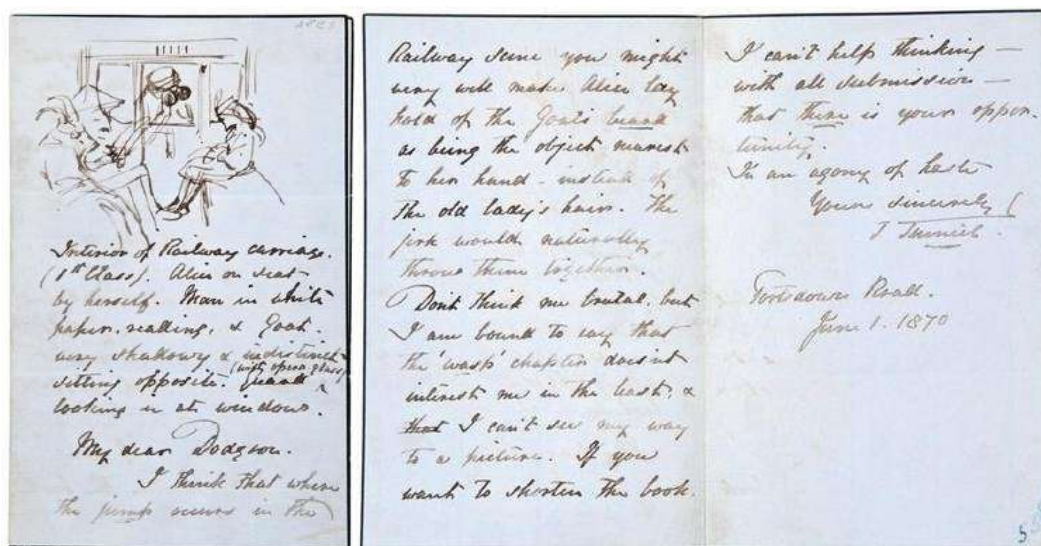 Interior of Railway carriage.
(1st Class). Alice on seat
by herself. Man in white
paper, reading, & Goat
very shadowy & indistinct
sitting opposite. Guard (with opera glass)
looking in at window.
My dear Dodgson.
I think that when
the jump occurs in the
Railway scene you might
very well make Alice lay
hold of the Goat's beard
as being the object nearest
to her hand - instead of
the old lady's hair. The
jerk would naturally
throw them together.
Don't think me brutal, but
I am bound to say that
the 'wasp' chapter doesn't
interest me in the least, &
that I can't see my way
to a picture. If you
want to shorten the book,
I can't help thinking —
with all submission —
that there is your oppor-
tunity.
In an agony of haste
Yours sincerely
J Tenniel.
Portsdown Road.
June 1. 1870